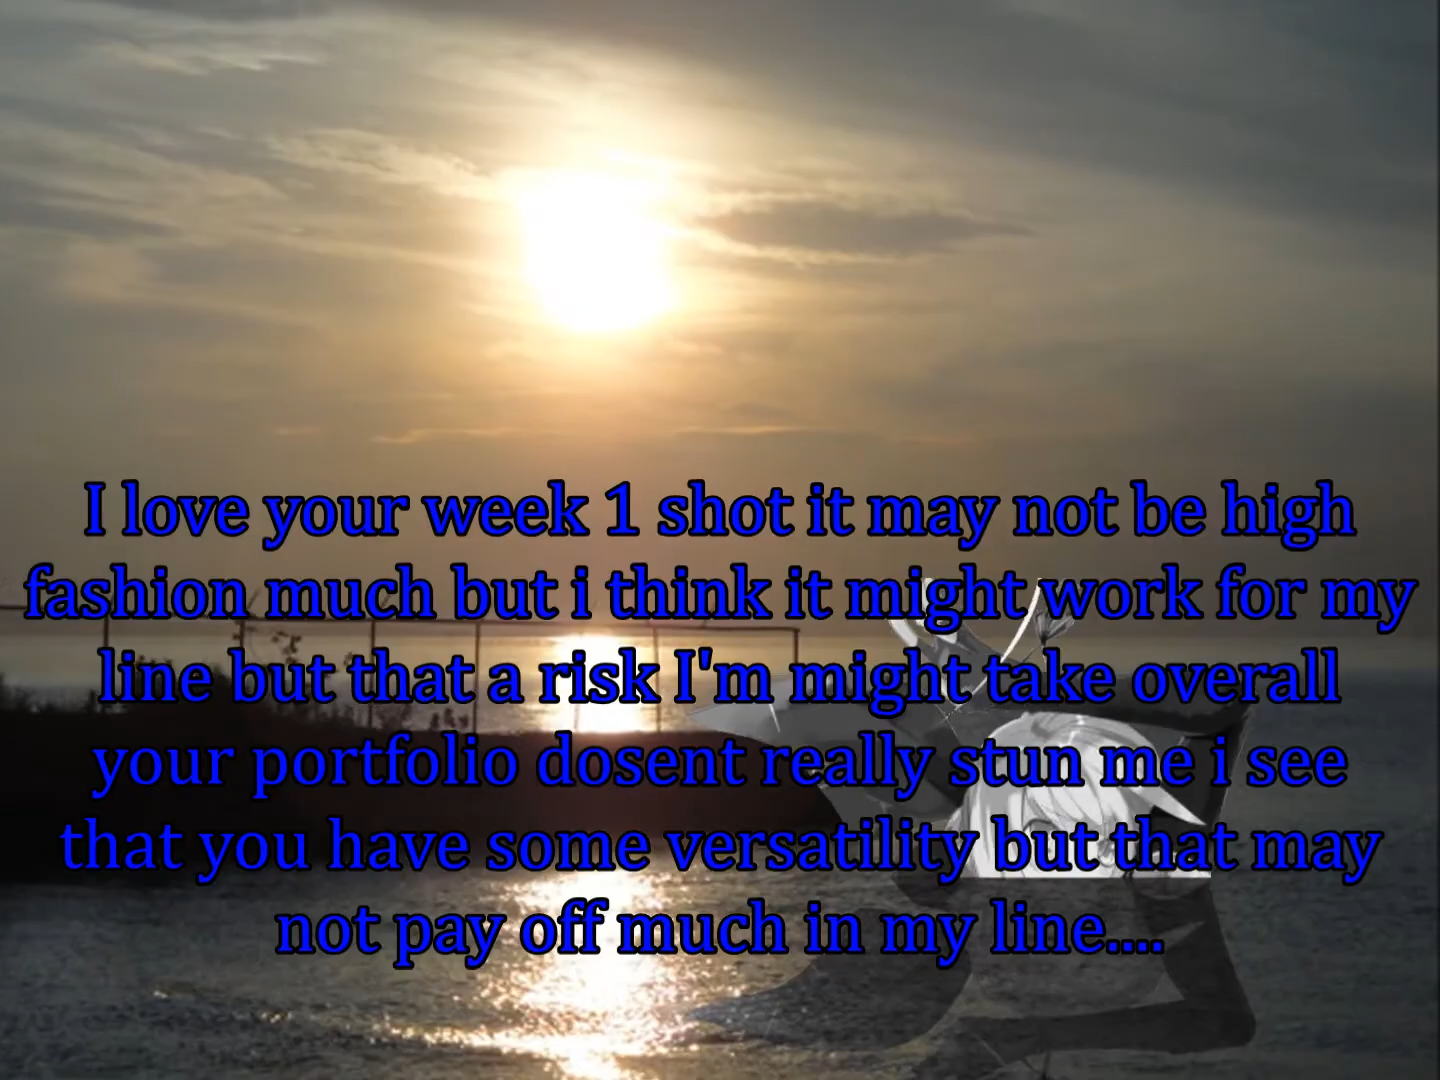 I love your week 1 shot it may not be high
fashion much but i think it might work for my
line but that a risk I'm might take overall
your portfolio dosent really stun me i see
that you have some versatility but that may
not pay off much in my line....